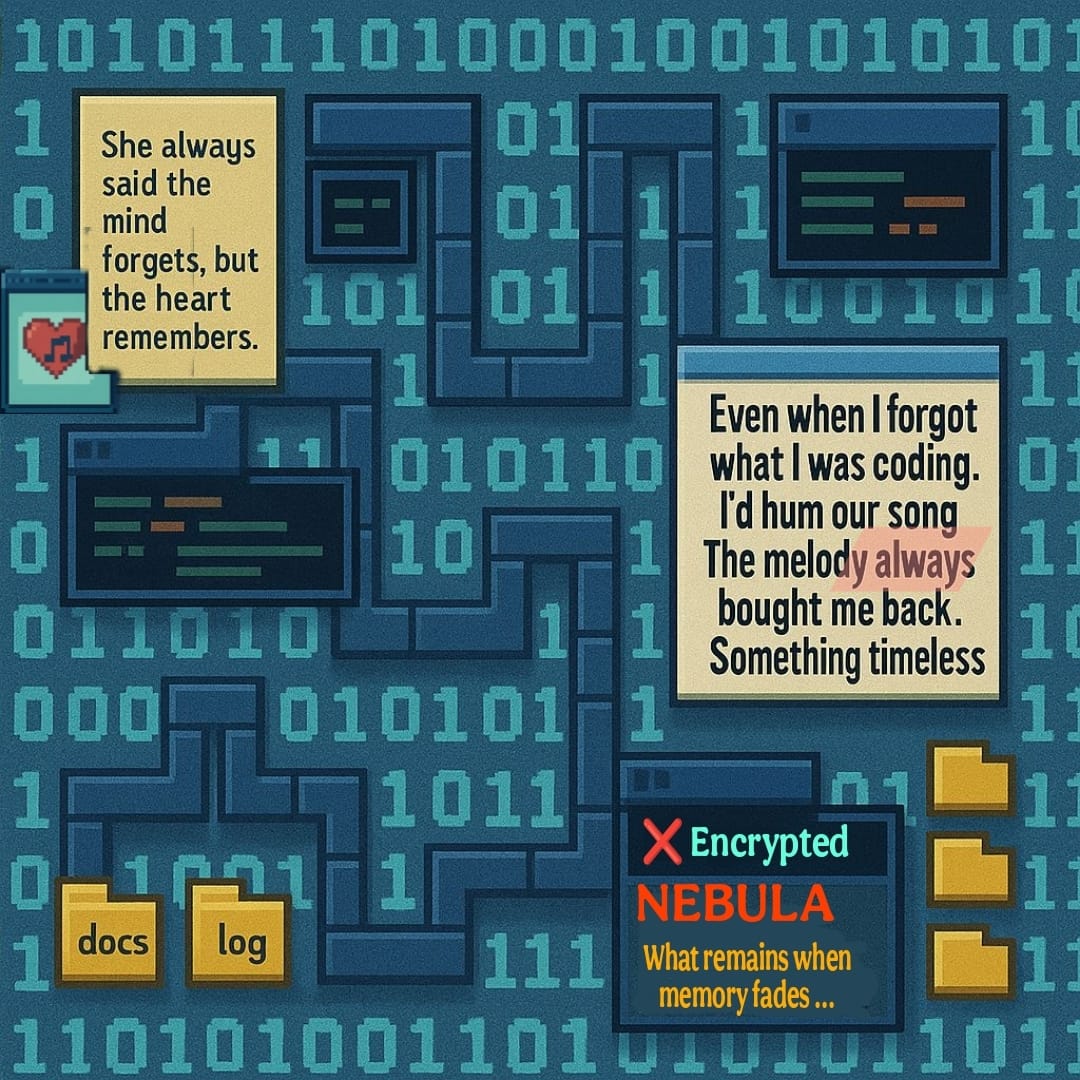 She always
said the
mind
forgets, but
the heart
remembers.
Even when I forgot
what I was coding.
I'd hum our song
The melody always
bought me back.
Something timeless
docs
log
❌ Encrypted
NEBULA
What remains when
memory fades ...